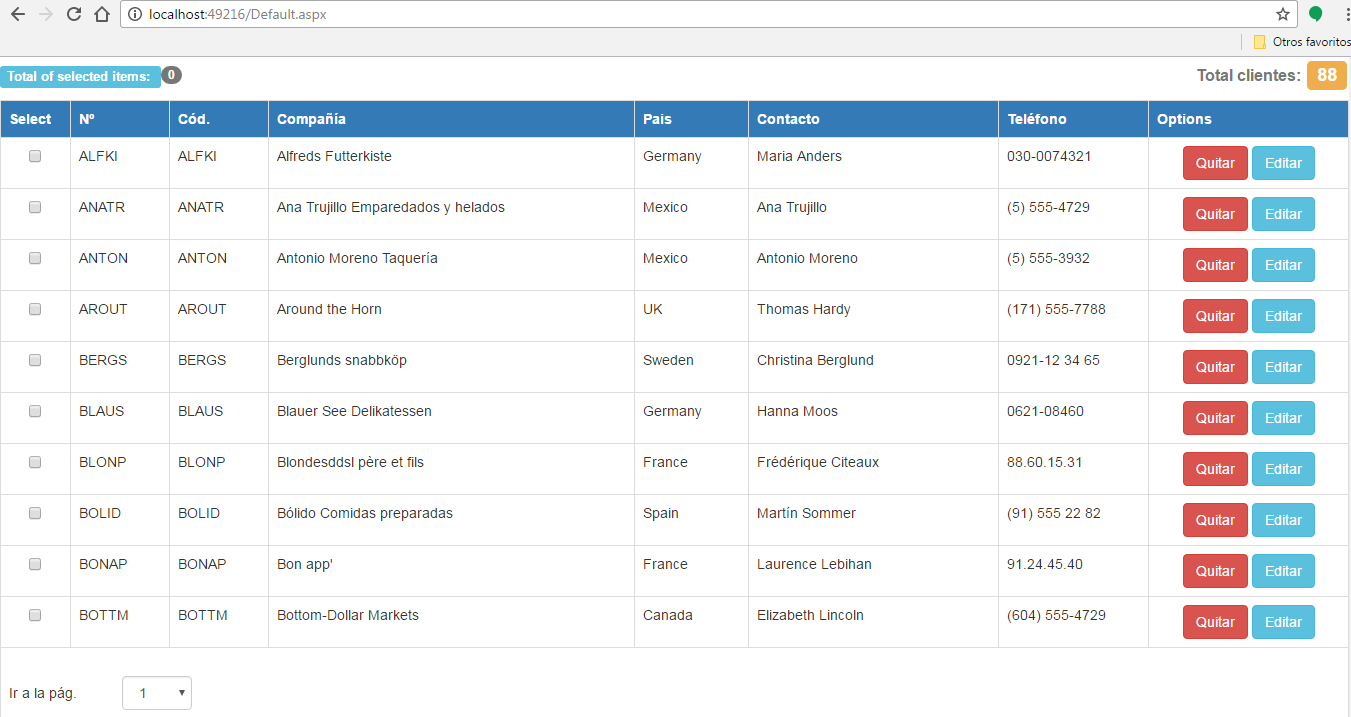 localhost:49216/Default.aspx
Otros favoritos
Total of selected items: 0
Total clientes: 88
Select Nº Cód. Compañía Pais Contacto Teléfono Options
ALFKI ALFKI Alfreds Futterkiste Germany Maria Anders 030-0074321 Quitar Editar
ANATR ANATR Ana Trujillo Emparedados y helados Mexico Ana Trujillo (5) 555-4729 Quitar Editar
ANTON ANTON Antonio Moreno Taquería Mexico Antonio Moreno (5) 555-3932 Quitar Editar
AROUT AROUT Around the Horn UK Thomas Hardy (171) 555-7788 Quitar Editar
BERGS BERGS Berglunds snabbköp Sweden Christina Berglund 0921-12 34 65 Quitar Editar
BLAUS BLAUS Blauer See Delikatessen Germany Hanna Moos 0621-08460 Quitar Editar
BLONP BLONP Blondesddsl père et fils France Frédérique Citeaux 88.60.15.31 Quitar Editar
BOLID BOLID Bólido Comidas preparadas Spain Martín Sommer (91) 555 22 82 Quitar Editar
BONAP BONAP Bon app' France Laurence Lebihan 91.24.45.40 Quitar Editar
BOTTM BOTTM Bottom-Dollar Markets Canada Elizabeth Lincoln (604) 555-4729 Quitar Editar
Ir a la pág. 1